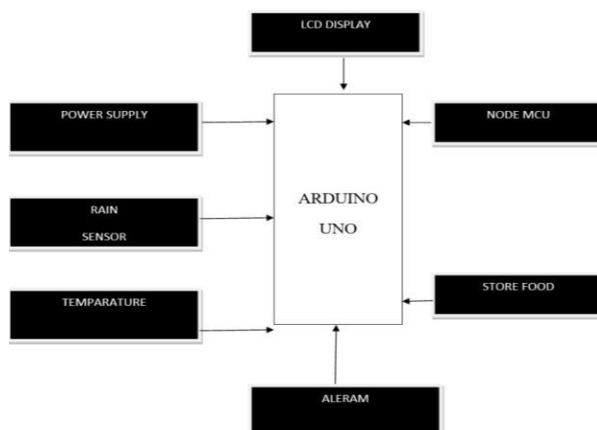 LCD DISPLAY
POWER SUPPLY
NODE MCU
RAIN
SENSOR
ARDUINO
UNO
TEMPARATURE
STORE FOOD
ALERAM